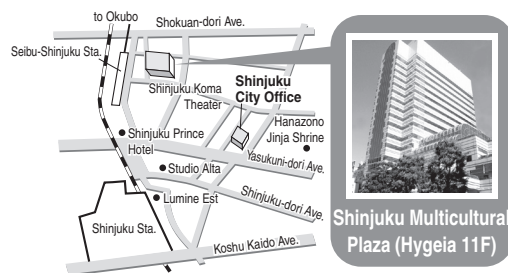 to Okubo
Shokuan-dori Ave.
Seibu-Shinjuku Sta.
Shinjuku Koma
Theater
Shinjuku
City Office
Hanazono
Jinja Shrine
Shinjuku Prince
Hotel
Yasukuni-dori Ave.
Studio Alta
Shinjuku-dori Ave.
Lumine Est
Shinjuku Sta.
Koshu Kaido Ave.
Shinjuku Multicultural
Plaza (Hygeia 11F)